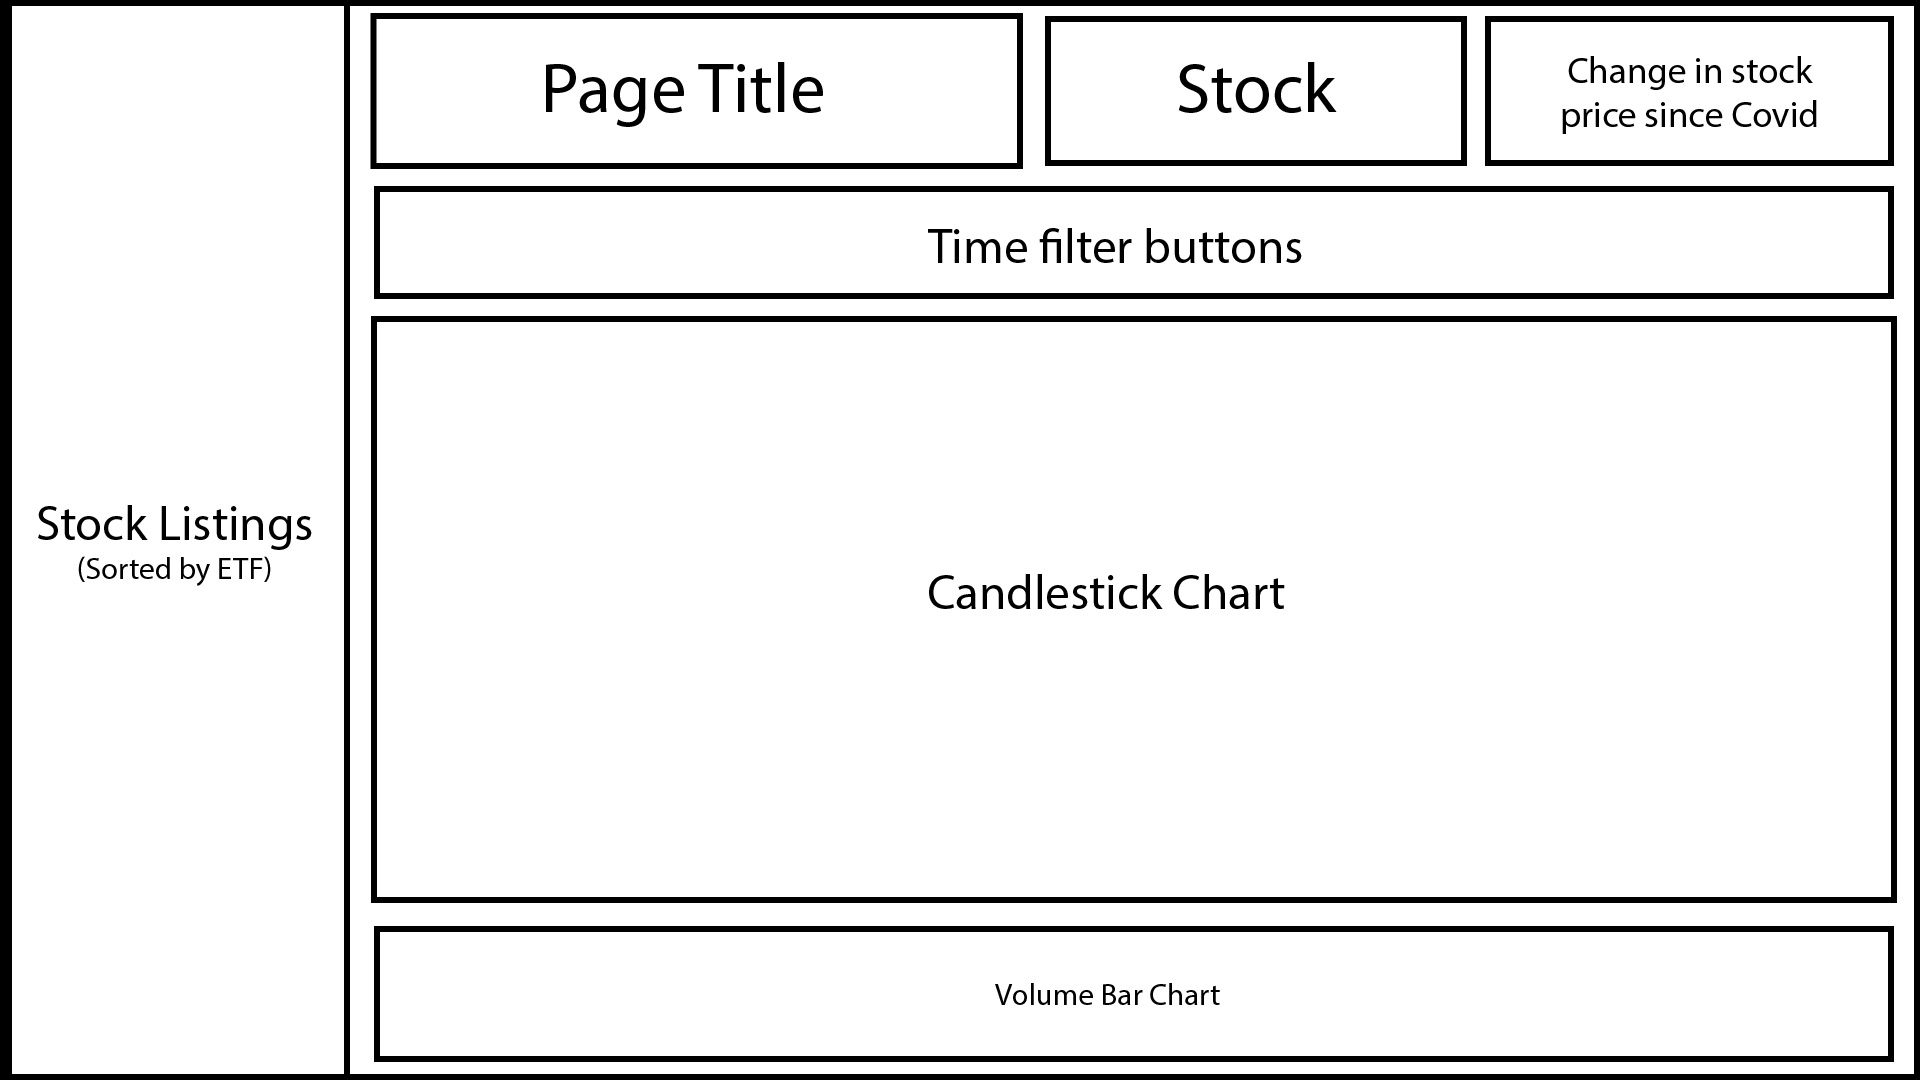 Page Title
Stock
Change in stock
price since Covid
Time filter buttons
Stock Listings
(Sorted by ETF)
Candlestick Chart
Volume Bar Chart